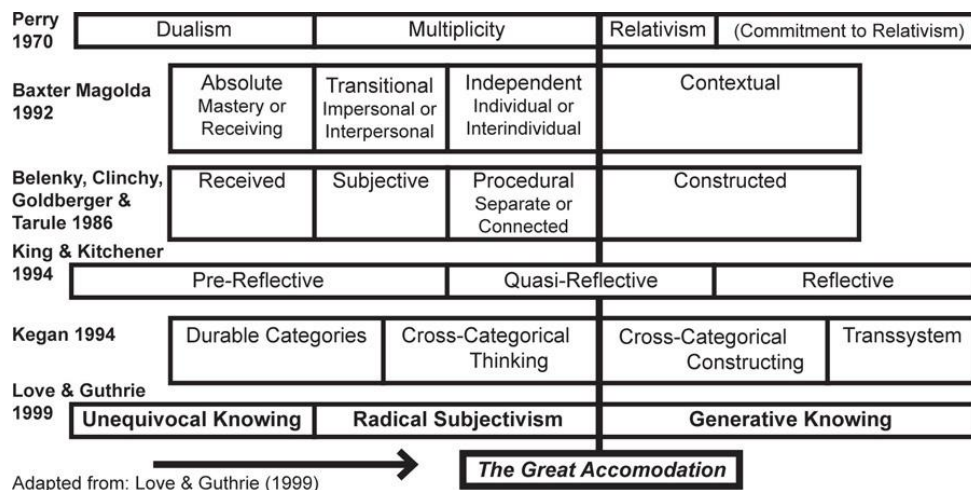 Perry
1970
Dualism
Multiplicity
Relativism
(Commitment to Relativism)
Baxter Magolda
1992
Absolute
Mastery or
Receiving
Transitional
Impersonal or
Interpersonal
Independent
Individual or
Interindividual
Contextual
Belenky, Clinchy,
Goldberger &
Tarule 1986
Received
Subjective
Procedural
Separate or
Connected
Constructed
King & Kitchener
1994
Pre-Reflective
Quasi-Reflective
Reflective
Kegan 1994
Durable Categories
Cross-Categorical
Thinking
Cross-Categorical
Constructing
Transsystem
Love & Guthrie
1999
Unequivocal Knowing
Radical Subjectivism
Generative Knowing
The Great Accomodation
Adapted from: Love & Guthrie (1999)